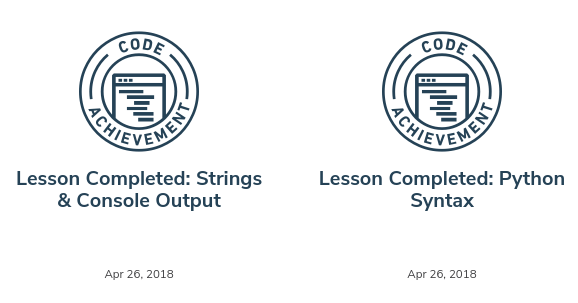 CODE
ACHIEVEMENT
Lesson Completed: Strings
& Console Output
Apr 26, 2018
CODE
ACHIEVEMENT
Lesson Completed: Python
Syntax
Apr 26, 2018